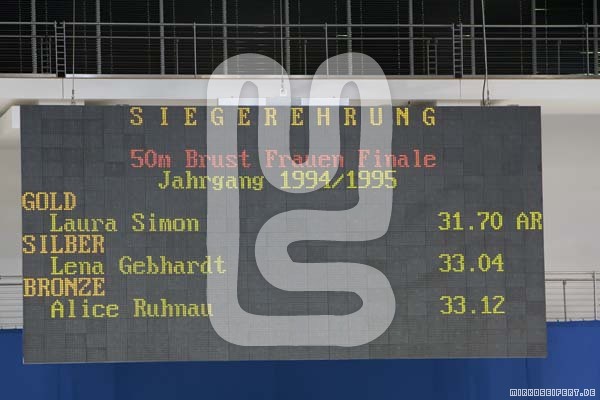 SIEGEREHRUNG
50m Brust Frauen Finale
Jahrgang 1994/1995
GOLD
Laura Simon 31.70 AR
SILBER
Lena Gebhardt 33.04
BRONZE
Alice Ruhnau 33.12
MIRKOSEIFERT.DE